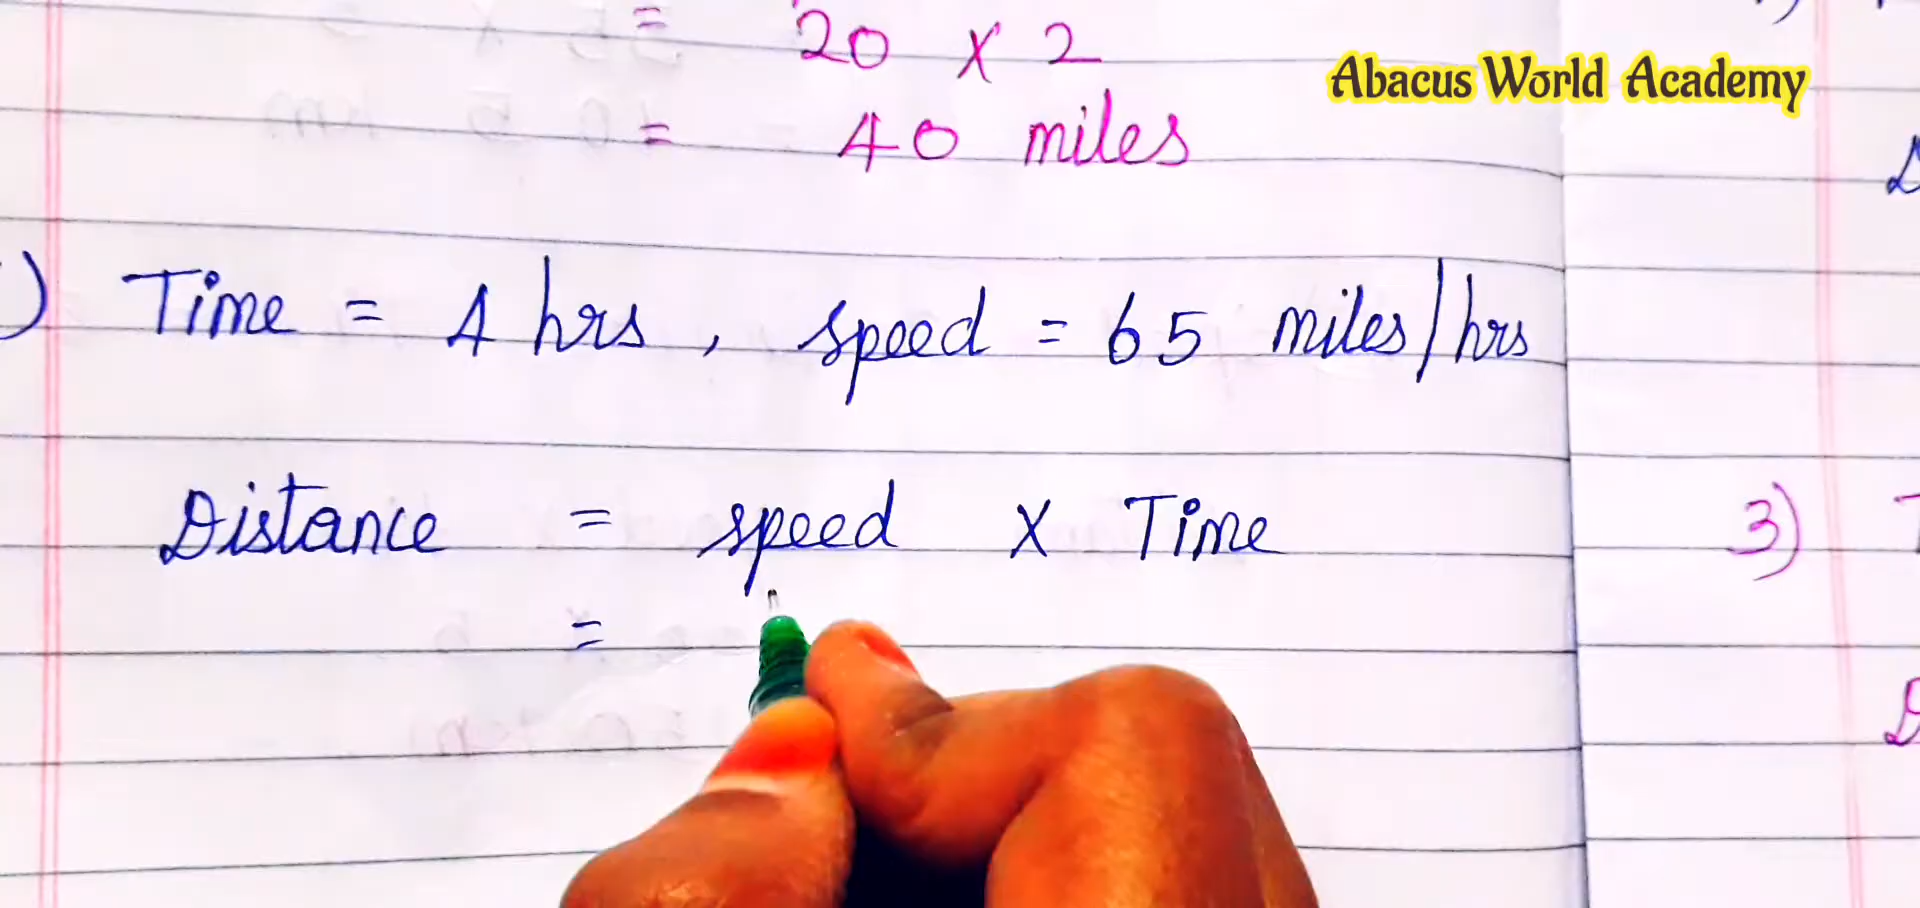 = 20 x 2
Abacus World Academy
= 40 miles
) Time = 4 hrs, speed = 65 miles/hrs
Distance = speed x Time
=
3)